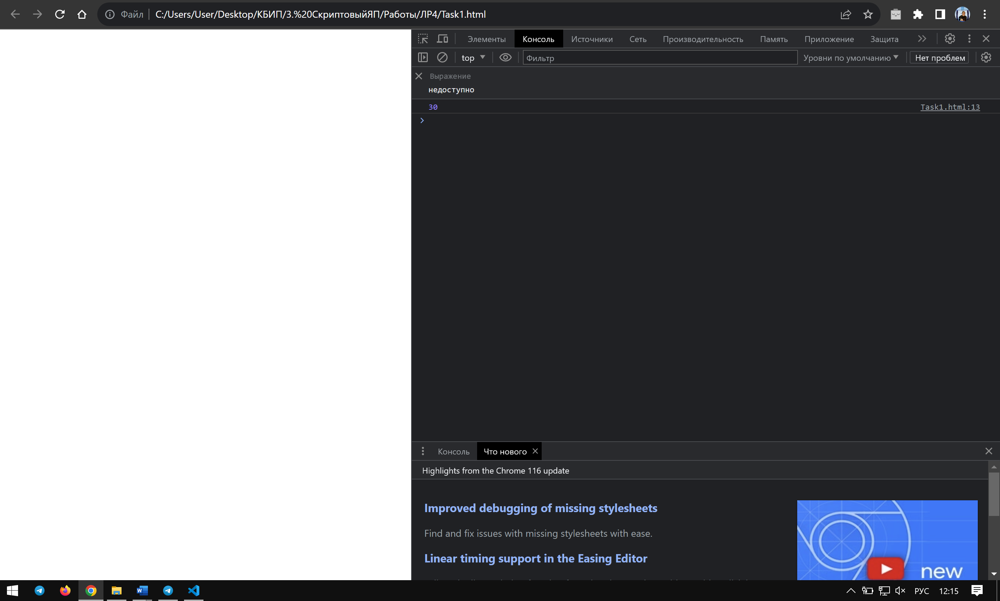 Файл C:/Users/User/Desktop/КБИП/3.%20СкриптовыйЯП/Работы/ЛР4/Task1.html
Элементы Консоль Источники Сеть Производительность Память Приложение Защита
top Фильтр Уровни по умолчанию Нет проблем
Выражение
недоступно
30 Task1.html:13
Консоль Что нового
Highlights from the Chrome 116 update
Improved debugging of missing stylesheets
Find and fix issues with missing stylesheets with ease.
Linear timing support in the Easing Editor
new
РУС 12:15